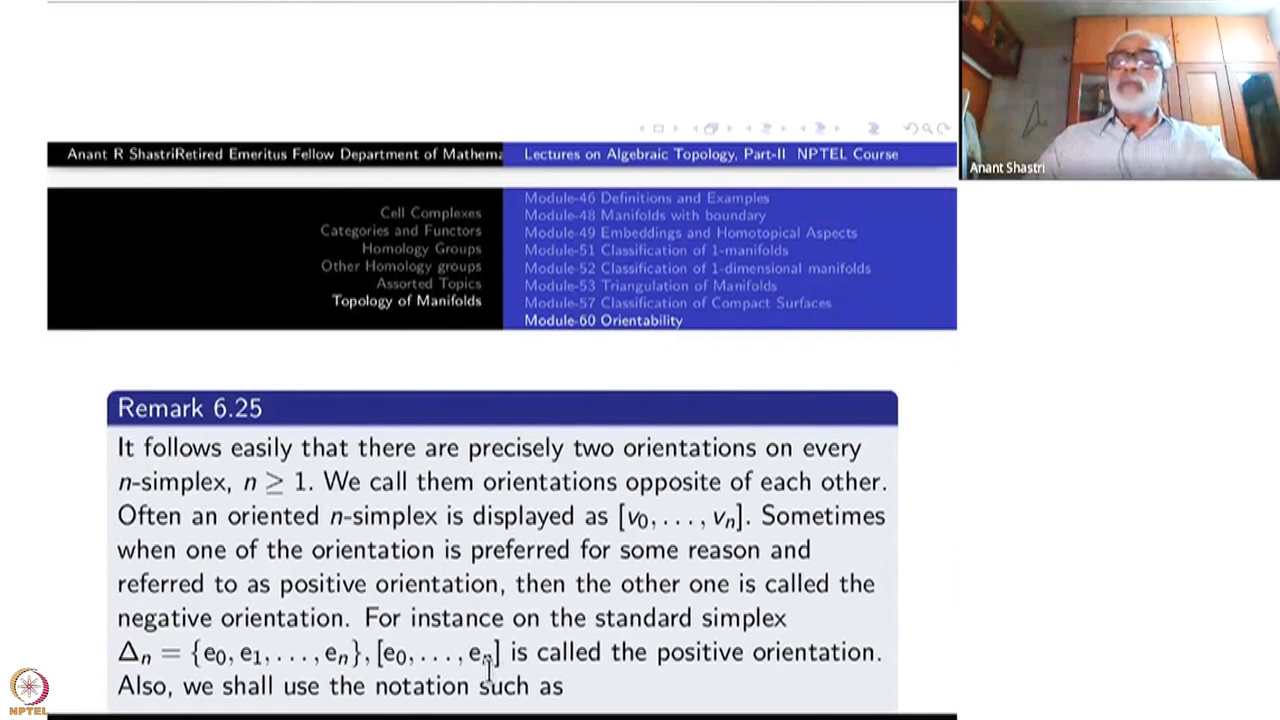 Anant R ShastriRetired Emeritus Fellow Department of Mathema
Lectures on Algebraic Topology, Part-II NPTEL Course
Anant Shastri
Cell Complexes
Categories and Functors
Homology Groups
Other Homology groups
Assorted Topics
Topology of Manifolds
Module-46 Definitions and Examples
Module-48 Manifolds with boundary
Module-49 Embeddings and Homotopical Aspects
Module-51 Classification of 1-manifolds
Module-52 Classification of 1-dimensional manifolds
Module-53 Triangulation of Manifolds
Module-57 Classification of Compact Surfaces
Module-60 Orientability
Remark 6.25
It follows easily that there are precisely two orientations on every
n-simplex, n ≥ 1. We call them orientations opposite of each other.
Often an oriented n-simplex is displayed as [v₀, . . . , vₙ]. Sometimes
when one of the orientation is preferred for some reason and
referred to as positive orientation, then the other one is called the
negative orientation. For instance on the standard simplex
Δₙ = {e₀, e₁, . . . , eₙ}, [e₀, . . . , eₙ] is called the positive orientation.
Also, we shall use the notation such as
NPTEL